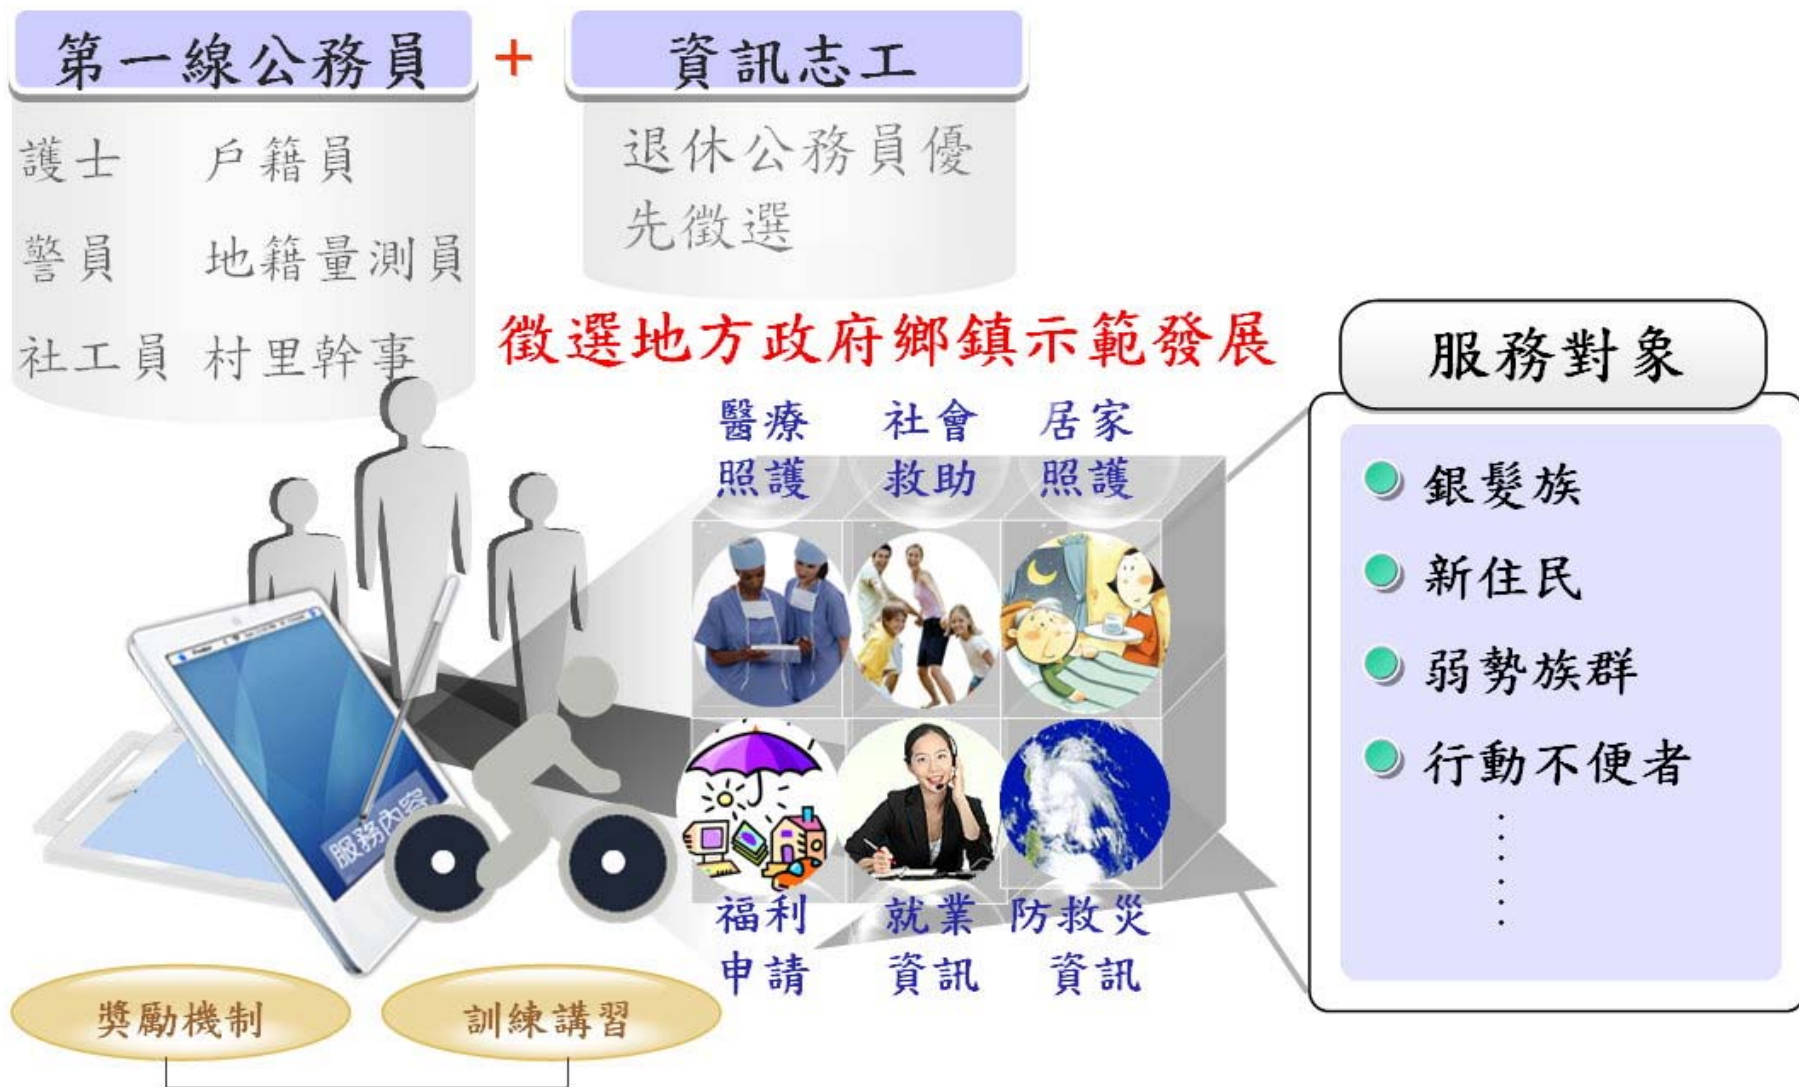 第一線公務員
+
資訊志工
護士 戶籍員
警員 地籍量測員
社工員 村里幹事
退休公務員優
先徵選
徵選地方政府鄉鎮示範發展
醫療
照護
社會
救助
居家
照護
服務內容
福利
申請
就業
資訊
防救災
資訊
獎勵機制
訓練講習
服務對象
銀髮族
新住民
弱勢族群
行動不便者